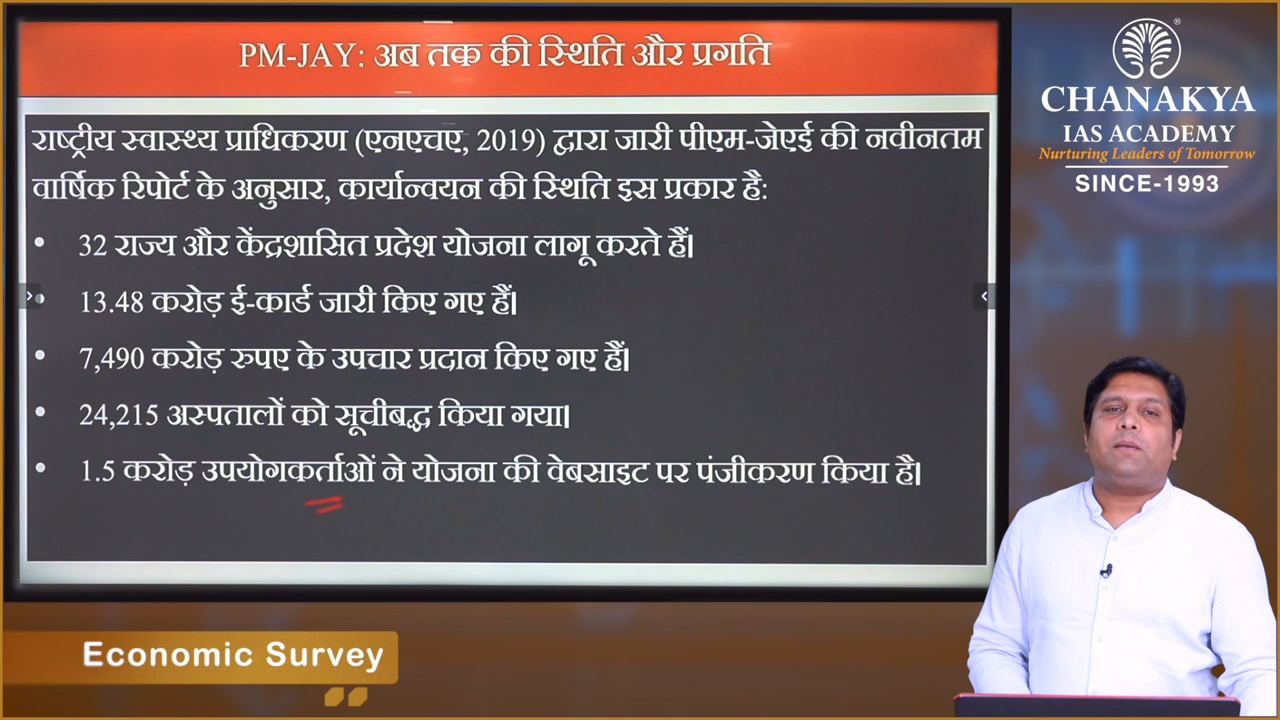 PM-JAY: अब तक की स्थिति और प्रगति
राष्ट्रीय स्वास्थ्य प्राधिकरण (एनएचए, 2019) द्वारा जारी पीएम-जेएई की नवीनतम
वार्षिक रिपोर्ट के अनुसार, कार्यान्वयन की स्थिति इस प्रकार है:
• 32 राज्य और केंद्रशासित प्रदेश योजना लागू करते हैं।
• 13.48 करोड़ ई-कार्ड जारी किए गए हैं।
• 7,490 करोड़ रुपए के उपचार प्रदान किए गए हैं।
• 24,215 अस्पतालों को सूचीबद्ध किया गया।
• 1.5 करोड़ उपयोगकर्ताओं ने योजना की वेबसाइट पर पंजीकरण किया है।
CHANAKYA
IAS ACADEMY
Nurturing Leaders of Tomorrow
SINCE-1993
Economic Survey